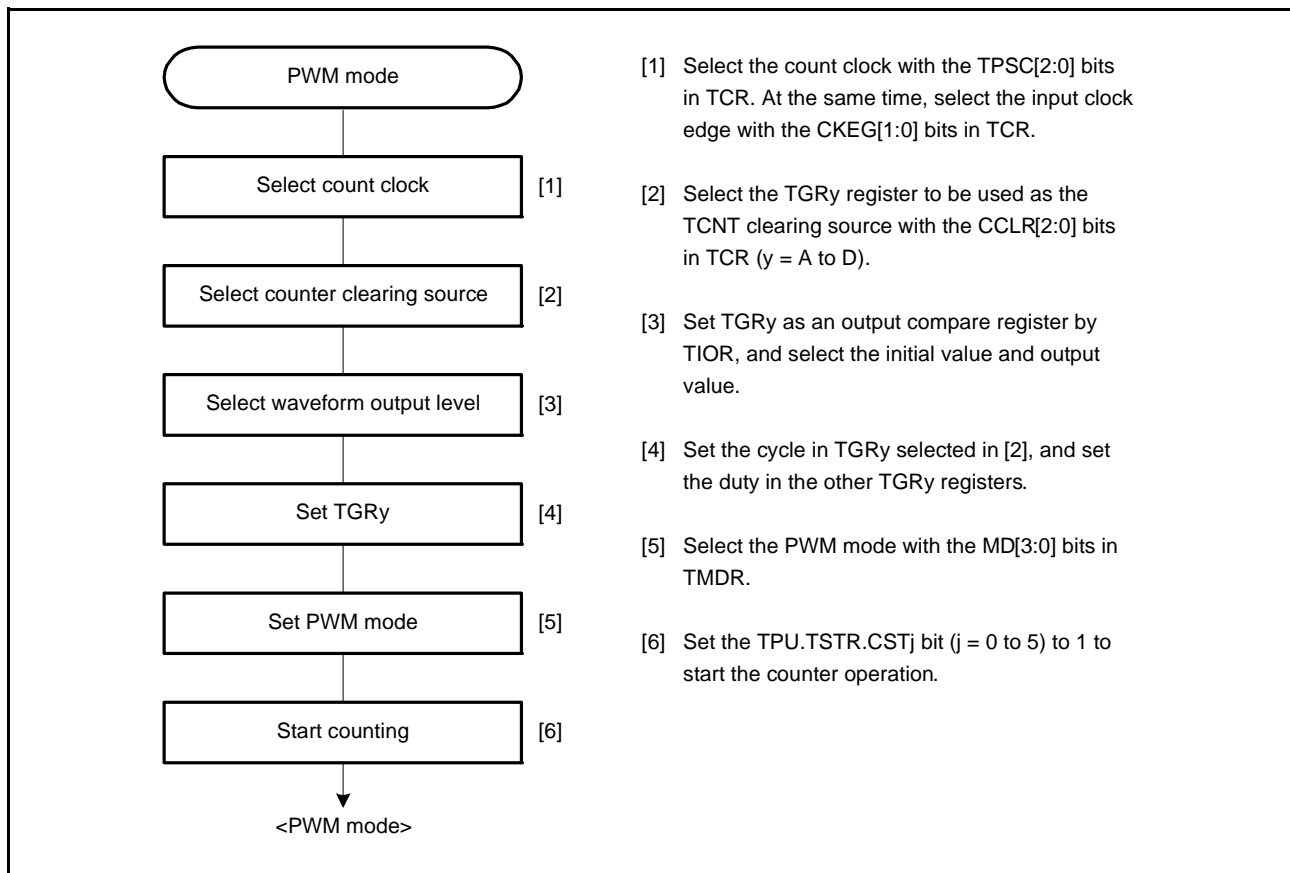 PWM mode
Select count clock [1]
Select counter clearing source [2]
Select waveform output level [3]
Set TGRy [4]
Set PWM mode [5]
Start counting [6]
<PWM mode>
[1] Select the count clock with the TPSC[2:0] bits
in TCR. At the same time, select the input clock
edge with the CKEG[1:0] bits in TCR.
[2] Select the TGRy register to be used as the
TCNT clearing source with the CCLR[2:0] bits
in TCR (y = A to D).
[3] Set TGRy as an output compare register by
TIOR, and select the initial value and output
value.
[4] Set the cycle in TGRy selected in [2], and set
the duty in the other TGRy registers.
[5] Select the PWM mode with the MD[3:0] bits in
TMDR.
[6] Set the TPU.TSTR.CSTj bit (j = 0 to 5) to 1 to
start the counter operation.